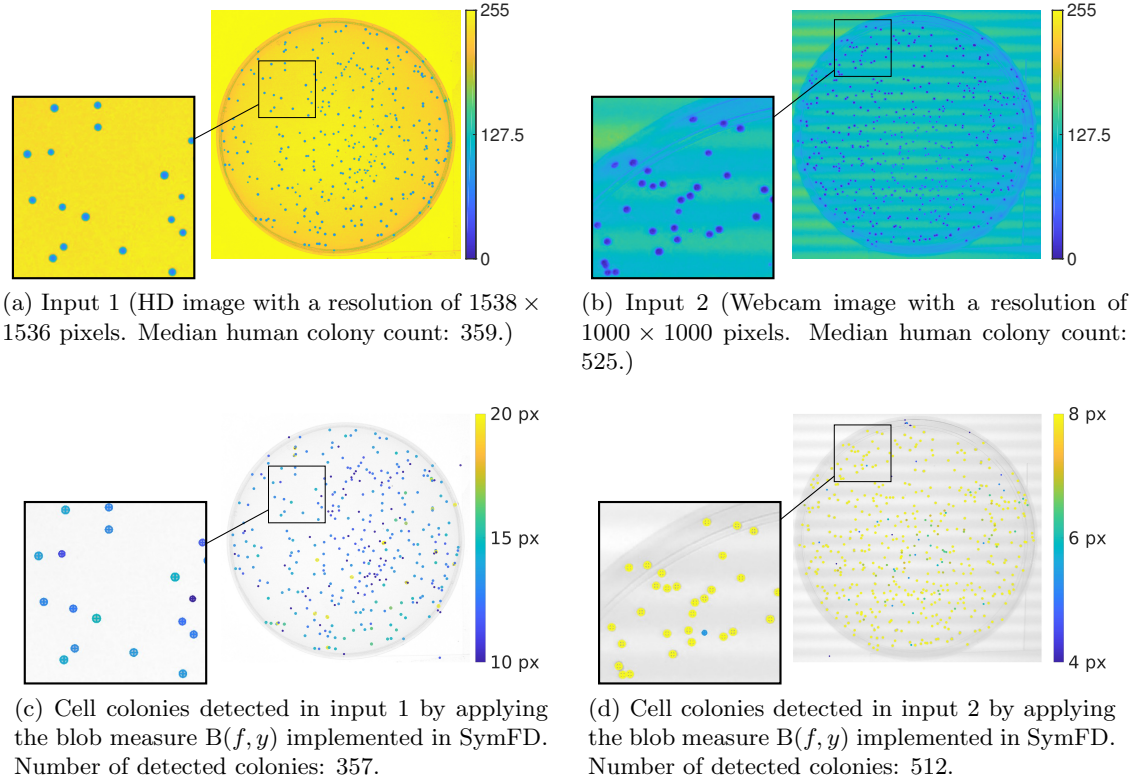 255
127.5
0
255
127.5
0
(a) Input 1 (HD image with a resolution of 1538 ×
1536 pixels. Median human colony count: 359.)
(b) Input 2 (Webcam image with a resolution of
1000 × 1000 pixels. Median human colony count:
525.)
20 px
15 px
10 px
8 px
6 px
4 px
(c) Cell colonies detected in input 1 by applying
the blob measure B(f, y) implemented in SymFD.
Number of detected colonies: 357.
(d) Cell colonies detected in input 2 by applying
the blob measure B(f, y) implemented in SymFD.
Number of detected colonies: 512.